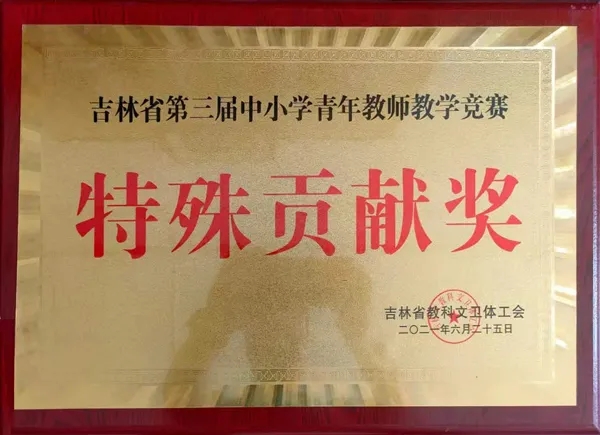 吉林省第三届中小学青年教师教学竞赛
特殊贡献奖
吉林省教科文卫体工会
二〇二一年六月二十五日